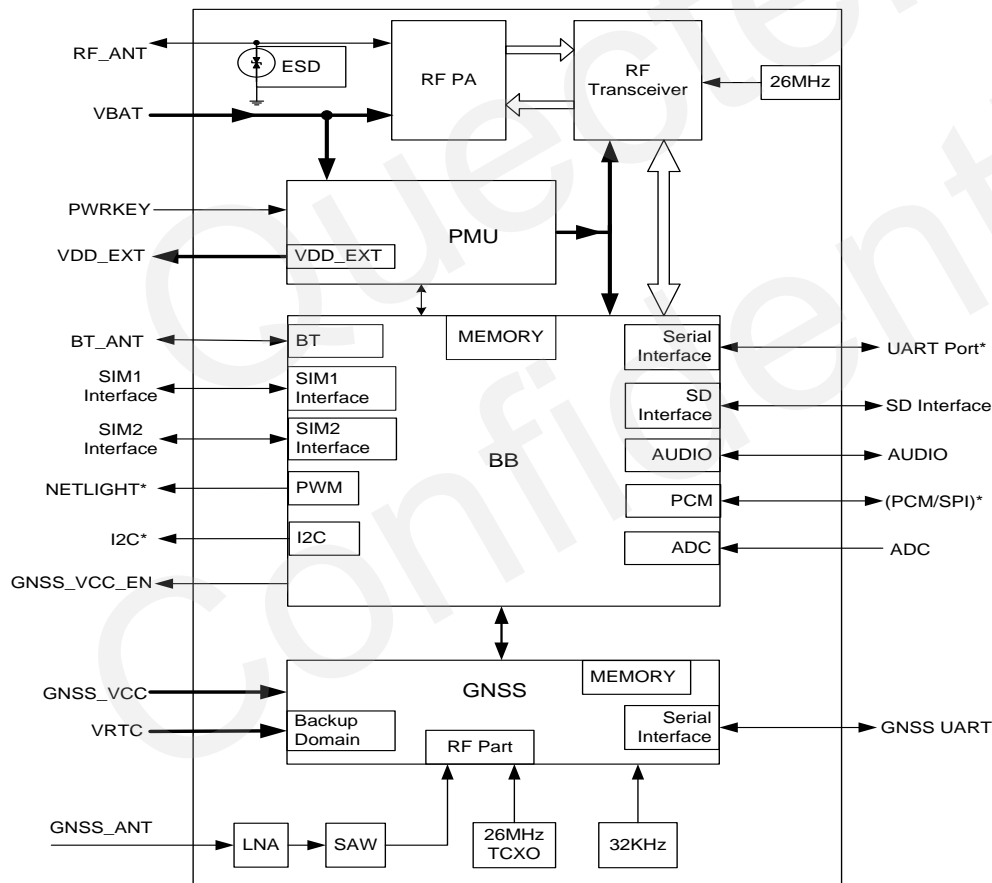 RF_ANT
ESD
RF PA
RF
Transceiver
26MHz
VBAT
PWRKEY
PMU
VDD_EXT
VDD_EXT
MEMORY
BT_ANT
BT
Serial
Interface
UART Port*
SIM1
Interface
SIM1
Interface
SD
Interface
SD Interface
SIM2
Interface
SIM2
Interface
BB
AUDIO
AUDIO
NETLIGHT*
PWM
PCM
(PCM/SPI)*
I2C*
I2C
ADC
ADC
GNSS_VCC_EN
GNSS_VCC
GNSS
MEMORY
VRTC
Backup
Domain
RF Part
Serial
Interface
GNSS UART
GNSS_ANT
LNA
SAW
26MHz
TCXO
32KHz
Quecte
Confident